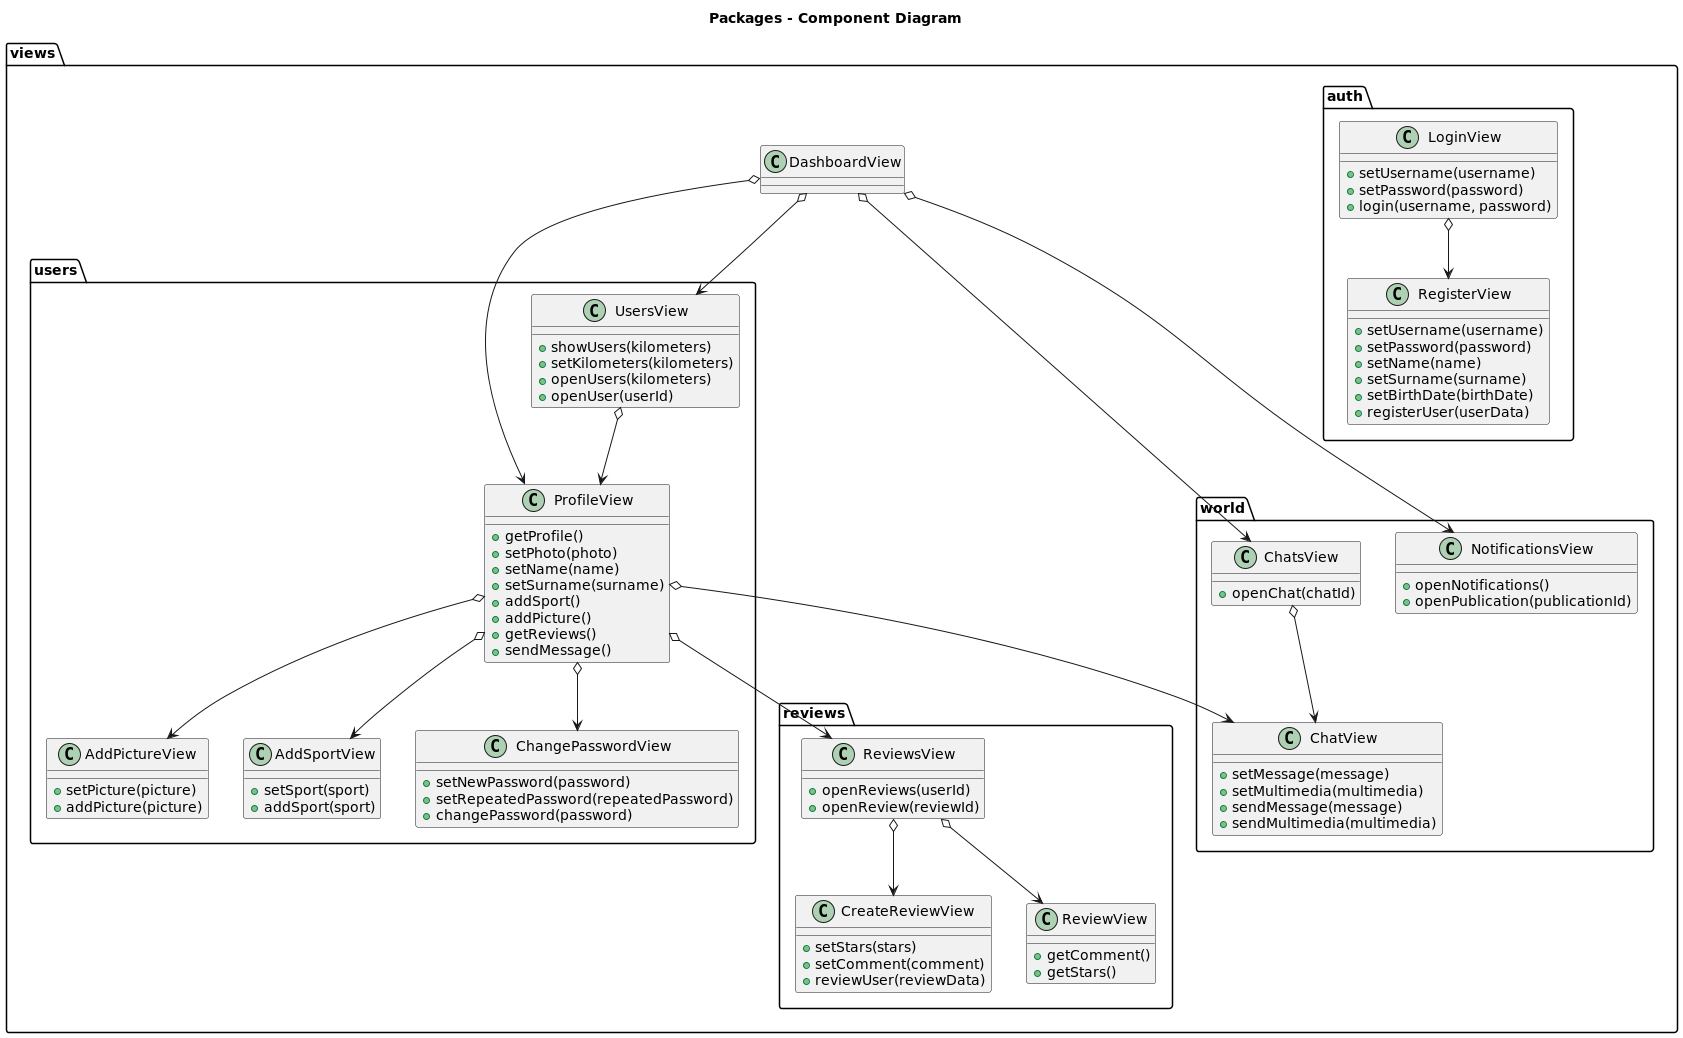 Packages - Component Diagram
views
auth
C LoginView
setUsername(username)
setPassword(password)
login(username, password)
C DashboardView
users
C RegisterView
setUsername(username)
setPassword(password)
setName(name)
setSurname(surname)
setBirthDate(birthDate)
registerUser(userData)
C UsersView
showUsers(kilometers)
setKilometers(kilometers)
openUsers(kilometers)
openUser(userId)
C ProfileView
getProfile()
setPhoto(photo)
setName(name)
setSurname(surname)
addSport()
addPicture()
getReviews()
sendMessage()
world
C ChatsView
openChat(chatId)
C NotificationsView
openNotifications()
openPublication(publicationId)
C AddPictureView
setPicture(picture)
addPicture(picture)
C AddSportView
setSport(sport)
addSport(sport)
C ChangePasswordView
setNewPassword(password)
setRepeatedPassword(repeatedPassword)
changePassword(password)
reviews
C ReviewsView
openReviews(userId)
openReview(reviewId)
C ChatView
setMessage(message)
setMultimedia(multimedia)
sendMessage(message)
sendMultimedia(multimedia)
C CreateReviewView
setStars(stars)
setComment(comment)
reviewUser(reviewData)
C ReviewView
getComment()
getStars()